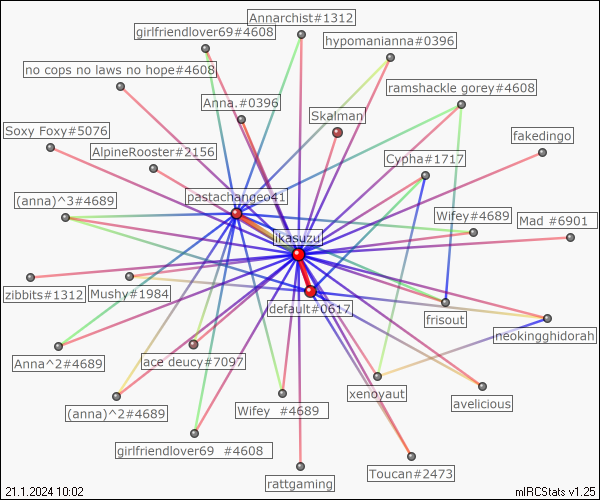 Annarchist#1312
girlfriendlover69#4608
hypomanianna#0396
no cops no laws no hope#4608
ramshackle gorey#4608
Anna.#0396
Skalman
Soxy Foxy#5076
fakedingo
AlpineRooster#2156
Cypha#1717
pastachangeo41
(anna)^3#4689
Wifey#4689
Mad #6901
ikasuzu
zibbits#1312
Mushy#1984
default#0617
frisout
neokingghidorah
Anna^2#4689
ace deucy#7097
xenoyaut
avelicious
(anna)^2#4689
Wifey  #4689
girlfriendlover69  #4608
Toucan#2473
rattgaming
21.1.2024 10:02
mIRCStats v1.25